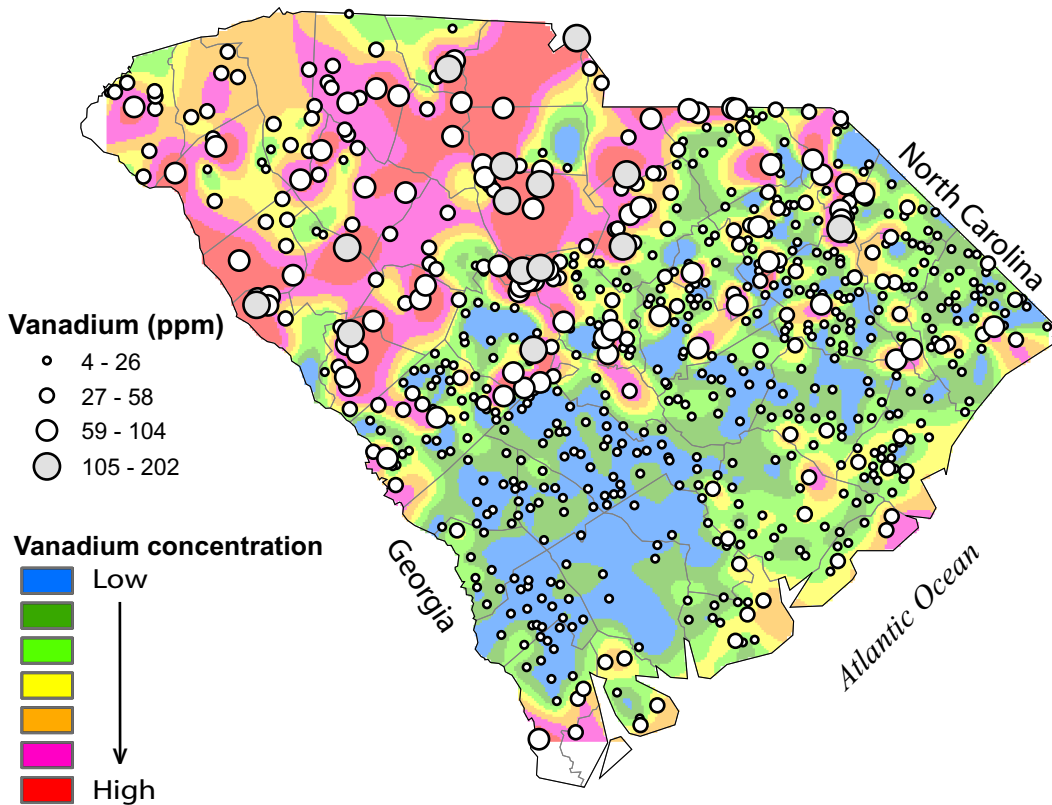 North Carolina
Vanadium (ppm)
4 - 26
27 - 58
59 - 104
105 - 202
Vanadium concentration
Low
High
Georgia
Atlantic Ocean